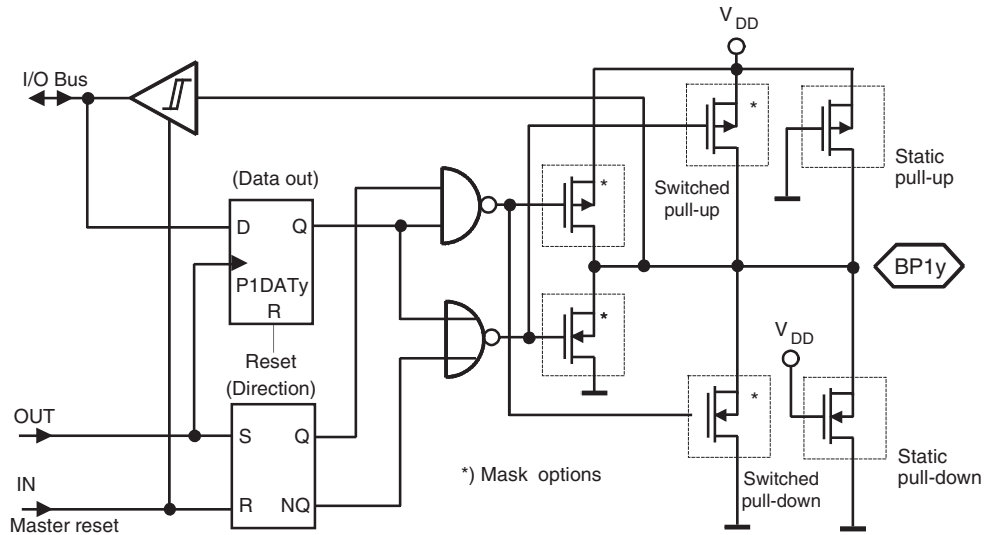 V DD
I/O Bus
*
(Data out)
*
Switched
pull-up
Static
pull-up
D
Q
P1DATy
R
BP1y
*
V DD
Reset
(Direction)
OUT
S
Q
*
*) Mask options
IN
R
NQ
Master reset
Switched
pull-down
Static
pull-down